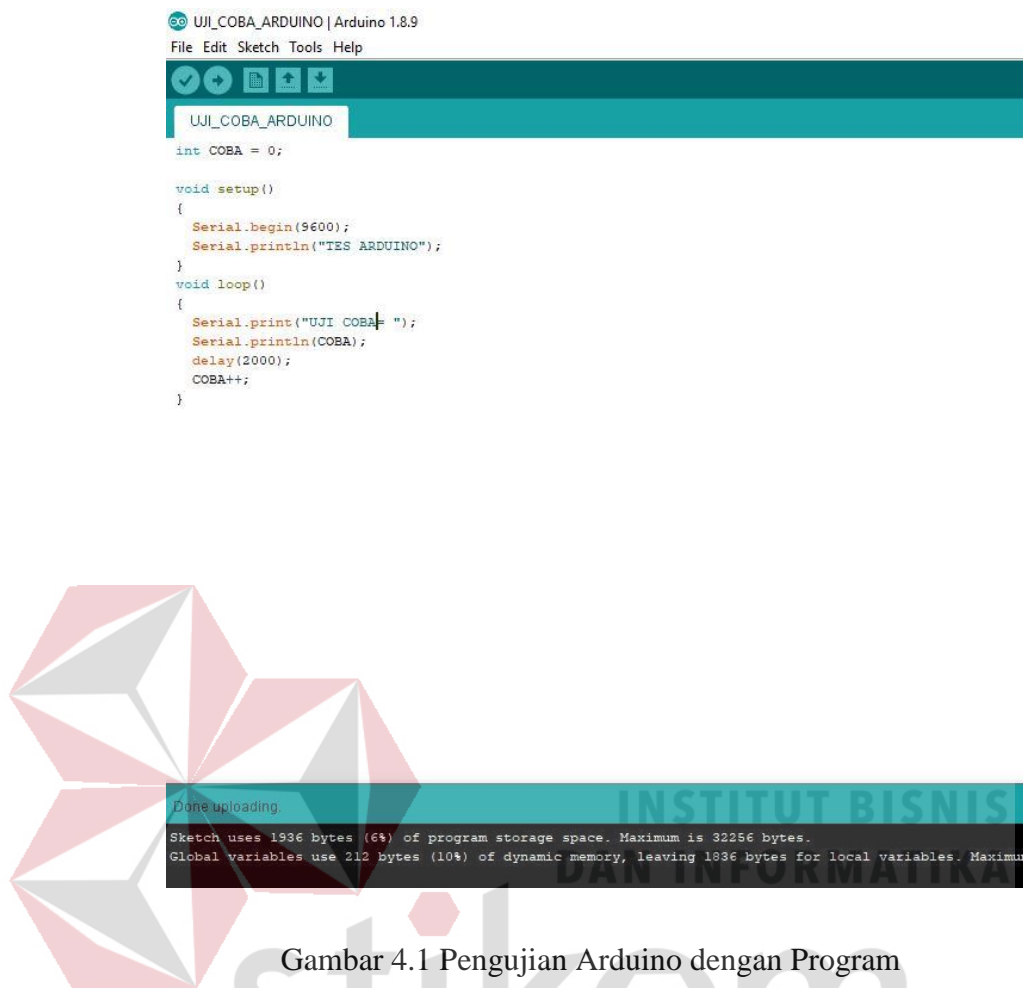 UJI_COBA_ARDUINO | Arduino 1.8.9
File Edit Sketch Tools Help
UJI_COBA_ARDUINO
int COBA = 0;
void setup()
{
Serial.begin(9600);
Serial.println("TES ARDUINO");
}
void loop()
{
Serial.print("UJI COBA= ");
Serial.println(COBA);
delay(2000);
COBA++;
}
Done uploading.
INSTITUT BISNIS
Sketch uses 1936 bytes (6%) of program storage space. Maximum is 32256 bytes.
Global variables use 212 bytes (10%) of dynamic memory, leaving 1836 bytes for local variables. Maximu
DAN INFORMATIKA
stikom
Gambar 4.1 Pengujian Arduino dengan Program